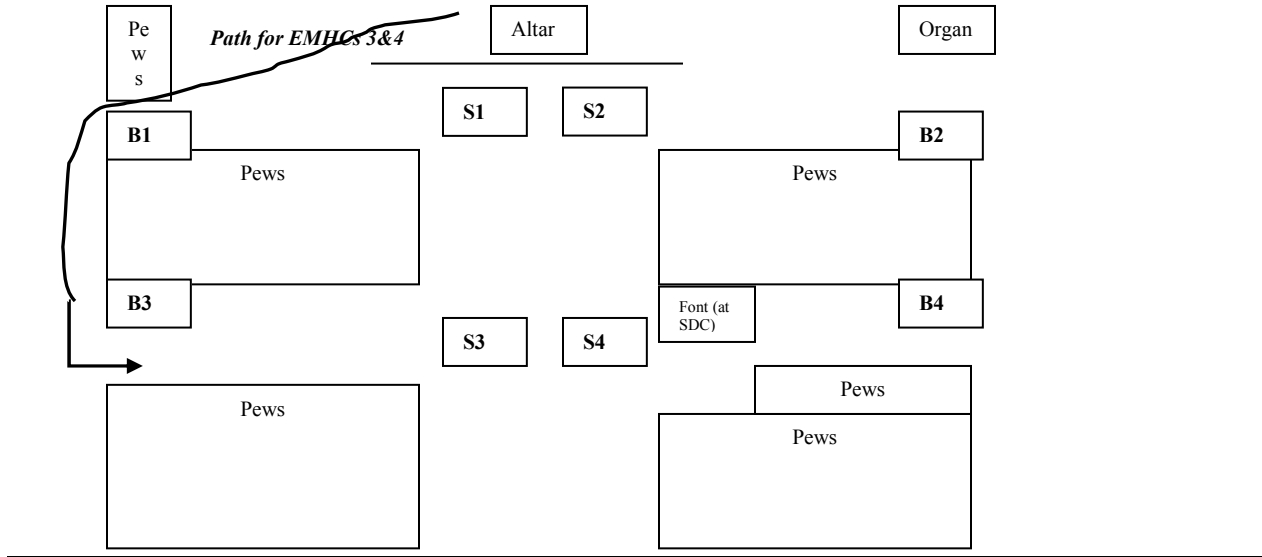 Pe
w
s
Path for EMHCs 3&4
Altar
Organ
S1
S2
B1
B2
Pews
Pews
B3
B4
Font (at
SDC)
S3
S4
Pews
Pews
Pews